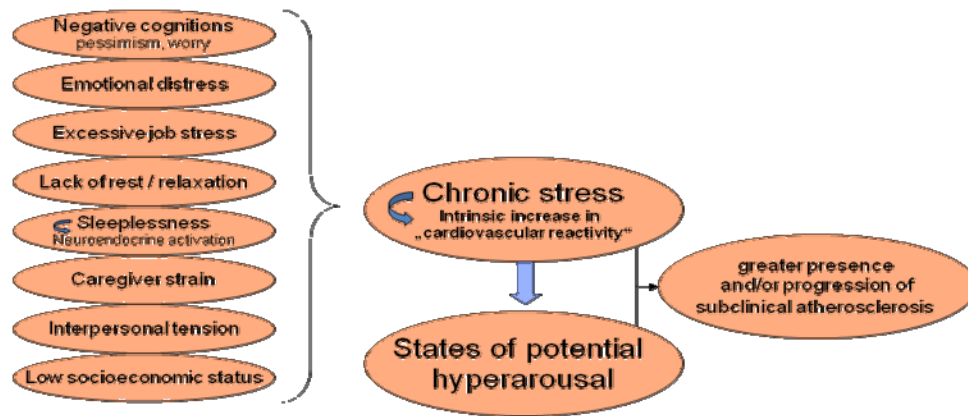 Negative cognitions
pessimism, worry
Emotional distress
Excessive job stress
Lack of rest / relaxation
Sleeplessness
Neuroendocrine activation
Caregiver strain
Interpersonal tension
Low socioeconomic status
Chronic stress
Intrinsic increase in
„cardiovascular reactivity“
States of potential
hyperarousal
greater presence
and/or progression of
subclinical atherosclerosis